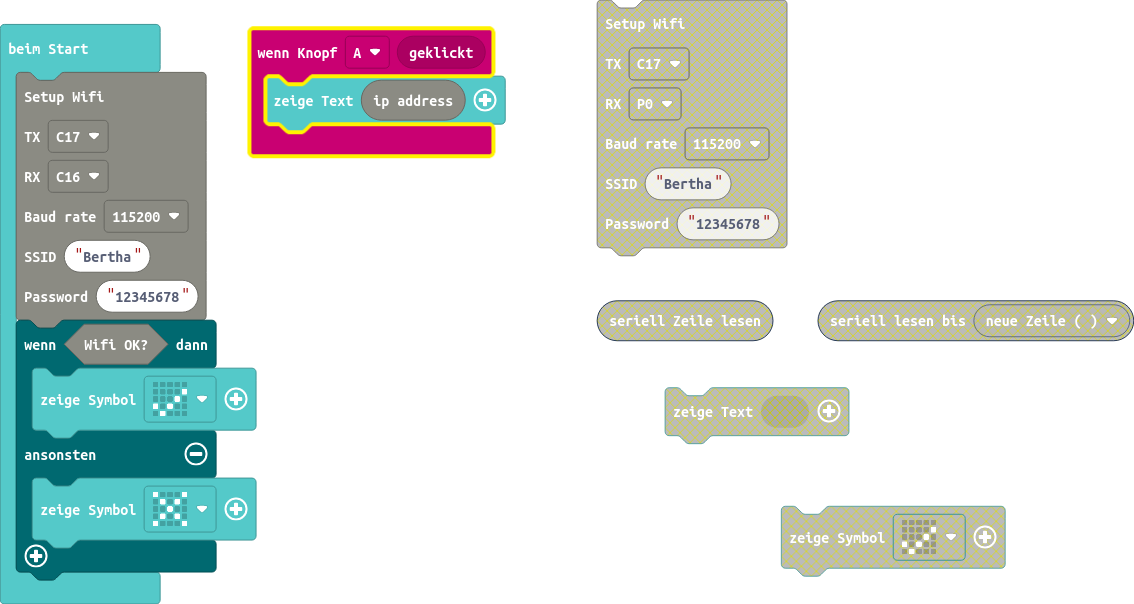 beim Start
Setup Wifi
TX C17
RX C16
Baud rate 115200
SSID "Bertha"
Password "12345678"
wenn Wifi OK? dann
zeige Symbol
ansonsten
zeige Symbol
wenn Knopf A geklickt
zeige Text ip address
Setup Wifi
TX C17
RX P0
Baud rate 115200
SSID "Bertha"
Password "12345678"
seriell Zeile lesen
seriell lesen bis neue Zeile ( )
zeige Text
zeige Symbol